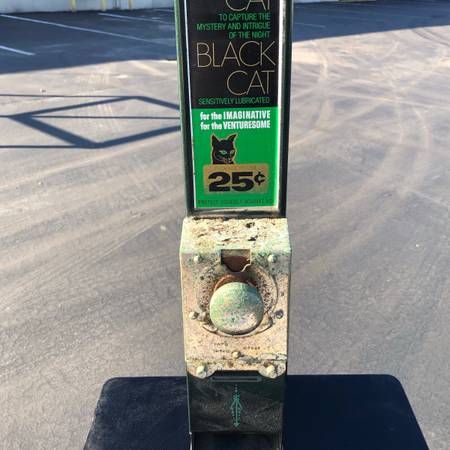 CAT
TO CAPTURE THE
MYSTERY AND INTRIGUE
OF THE NIGHT
BLACK
CAT
SENSITIVELY LUBRICATED
for the IMAGINATIVE
for the VENTURESOME
25¢